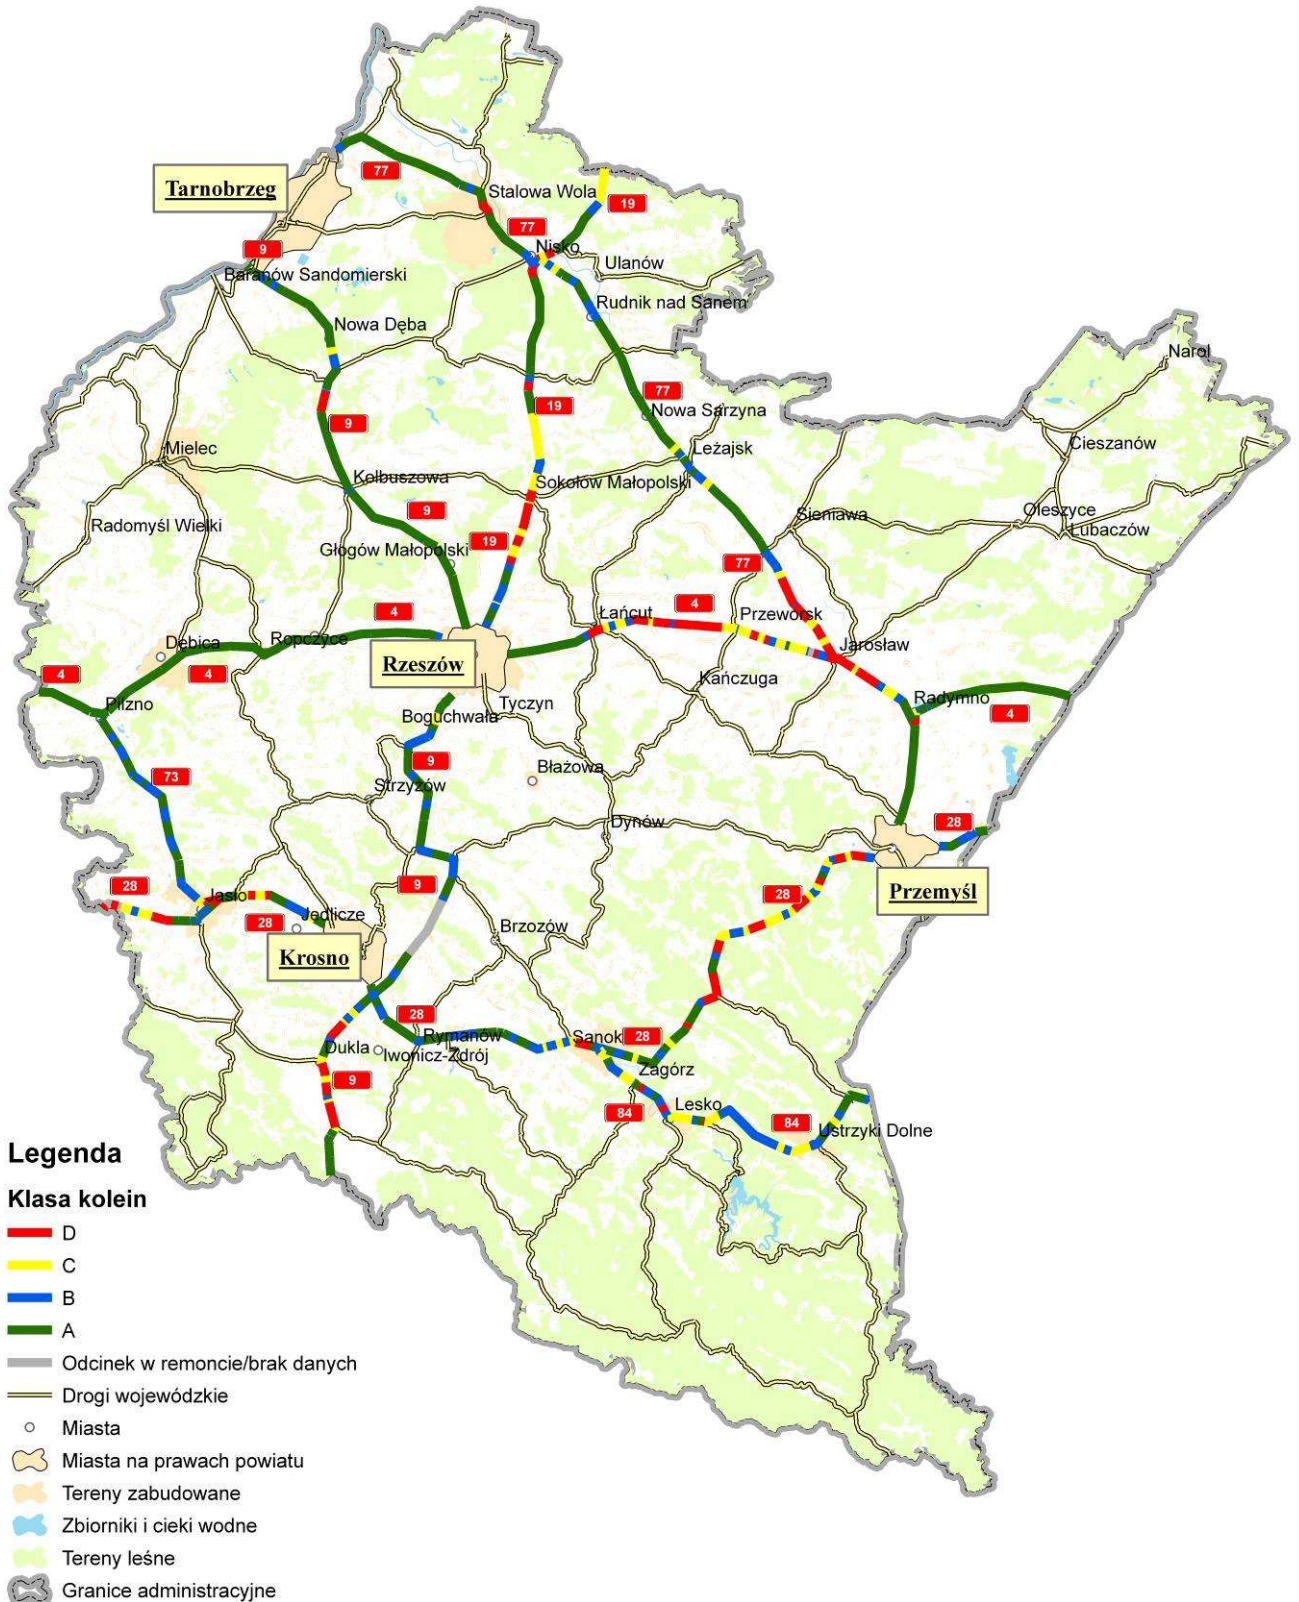 77
Tarnobrzeg
Stalowa Wola
19
77
9
Nisko
Ulanów
Baranów Sandomierski
Rudnik nad Sanem
Nowa Dęba
Narol
77
19
Nowa Sarzyna
9
Cieszanów
Mielec
Leżajsk
Kolbuszowa
Sokołów Małopolski
9
Oleszyce
Sieniawa
Radomyśl Wielki
Lubaczów
19
Głogów Małopolski
77
4
4
Łańcut
Przeworsk
Ropczyce
Dębica
Jarosław
Rzeszów
4
4
Kańczuga
Radymno
Pilzno
Tyczyn
4
Boguchwała
9
Błażowa
73
Strzyżów
28
Dynów
28
9
28
Przemyśl
Jasło
28
Jedlicze
Brzozów
Krosno
28
28
Rymanów
Sanok
Dukla
Iwonicz-Zdrój
Zagórz
9
84
Lesko
84
Ustrzyki Dolne
Legenda
Klasa kolein
D
C
B
A
Odcinek w remoncie/brak danych
Drogi wojewódzkie
Miasta
Miasta na prawach powiatu
Tereny zabudowane
Zbiorniki i cieki wodne
Tereny leśne
Granice administracyjne